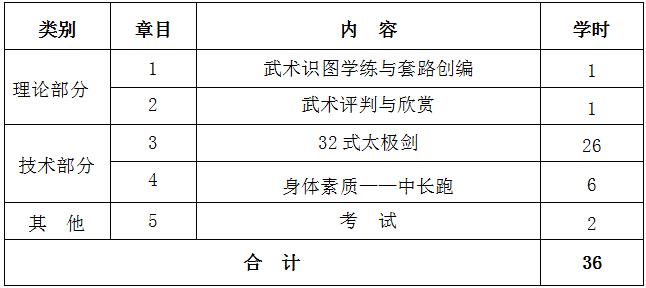 类别 章目 内 容 学时
理论部分 1 武术识图学练与套路创编 1
2 武术评判与欣赏 1
技术部分 3 32式太极剑 26
4 身体素质——中长跑 6
其 他 5 考 试 2
合 计 36